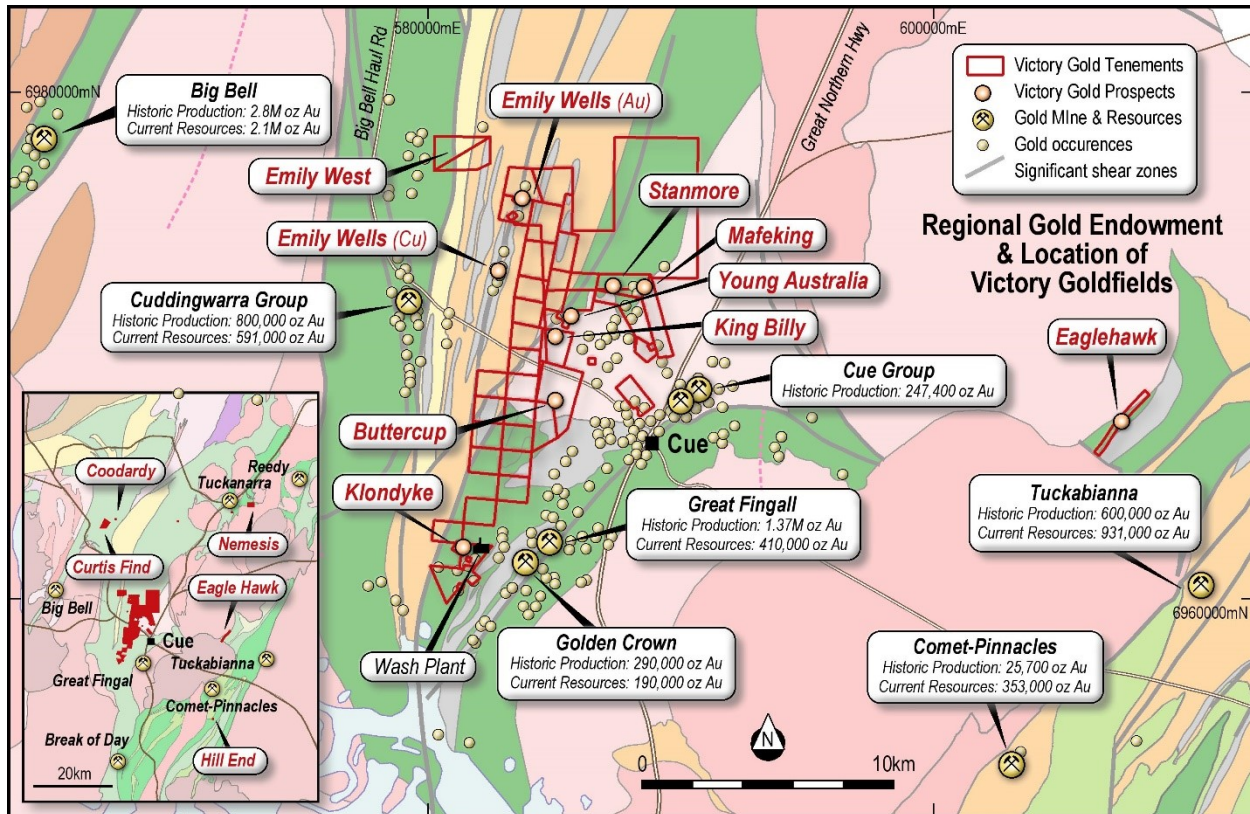 580000mE
600000mE
6980000mN
Big Bell Haul Rd
Great Northern Hwy
Victory Gold Tenements
Victory Gold Prospects
Gold MIne & Resources
Gold occurences
Significant shear zones
Big Bell
Historic Production: 2.8M oz Au
Current Resources: 2.1M oz Au
Emily Wells (Au)
Emily West
Stanmore
Regional Gold Endowment
& Location of
Victory Goldfields
Emily Wells (Cu)
Mafeking
Young Australia
Cuddingwarra Group
Historic Production: 800,000 oz Au
Current Resources: 591,000 oz Au
King Billy
Eaglehawk
Cue Group
Historic Production: 247,400 oz Au
Buttercup
Cue
Klondyke
Great Fingall
Historic Production: 1.37M oz Au
Current Resources: 410,000 oz Au
Tuckabianna
Historic Production: 600,000 oz Au
Current Resources: 931,000 oz Au
6960000mN
Wash Plant
Golden Crown
Historic Production: 290,000 oz Au
Current Resources: 190,000 oz Au
Comet-Pinnacles
Historic Production: 25,700 oz Au
Current Resources: 353,000 oz Au
N
0
10km
Coodardy
Reedy
Tuckanarra
Nemesis
Curtis Find
Eagle Hawk
Big Bell
Cue
Tuckabianna
Great Fingal
Comet-Pinnacles
Break of Day
Hill End
20km